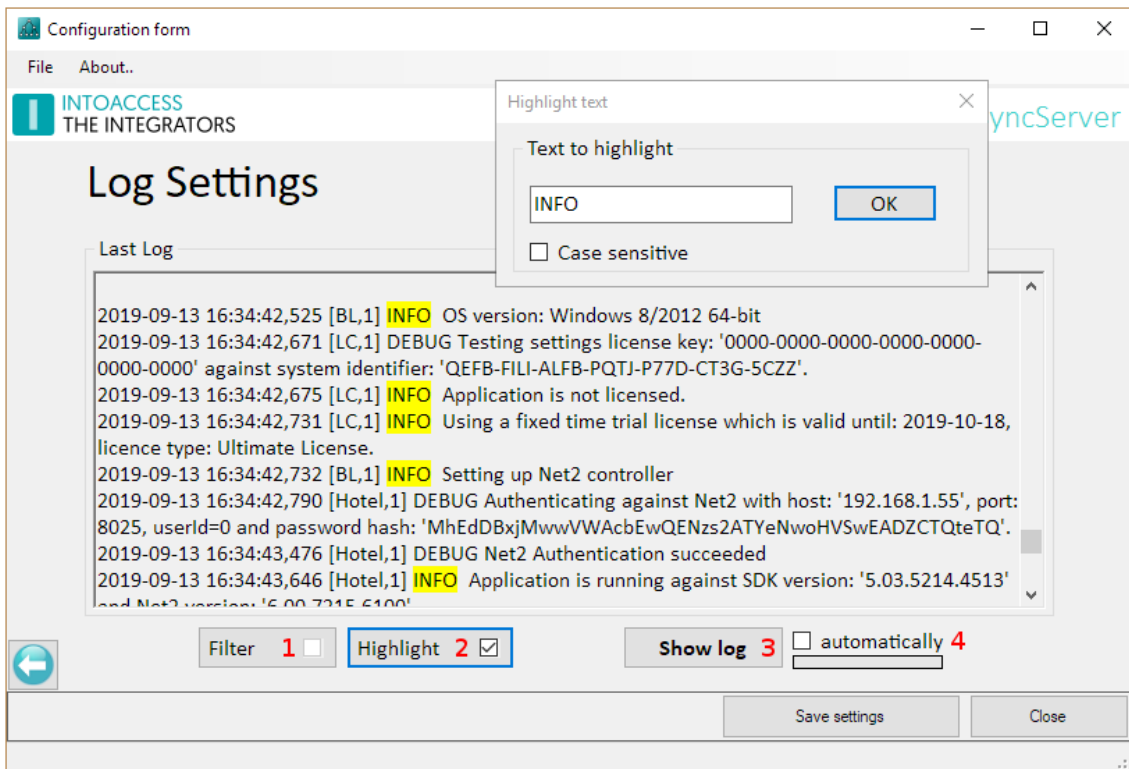 Configuration form
File About..
INTOACCESS
THE INTEGRATORS
yncServer
Highlight text
Text to highlight
INFO
OK
Case sensitive
Log Settings
Last Log
2019-09-13 16:34:42,525 [BL,1] INFO OS version: Windows 8/2012 64-bit
2019-09-13 16:34:42,671 [LC,1] DEBUG Testing settings license key: '0000-0000-0000-0000-0000-
0000-0000' against system identifier: 'QEFB-FILI-ALFB-PQTJ-P77D-CT3G-5CZZ'.
2019-09-13 16:34:42,675 [LC,1] INFO Application is not licensed.
2019-09-13 16:34:42,731 [LC,1] INFO Using a fixed time trial license which is valid until: 2019-10-18,
licence type: Ultimate License.
2019-09-13 16:34:42,732 [BL,1] INFO Setting up Net2 controller
2019-09-13 16:34:42,790 [Hotel,1] DEBUG Authenticating against Net2 with host: '192.168.1.55', port:
8025, userId=0 and password hash: 'MhEdDBxjMwwVWAcbEwQENzs2ATYeNwoHVSwEADZCTQteTQ'.
2019-09-13 16:34:43,476 [Hotel,1] DEBUG Net2 Authentication succeeded
2019-09-13 16:34:43,646 [Hotel,1] INFO Application is running against SDK version: '5.03.5214.4513'
and Net2 version: '6.00.7215.6100'
Filter 1
Highlight 2
Show log 3
automatically 4
Save settings
Close